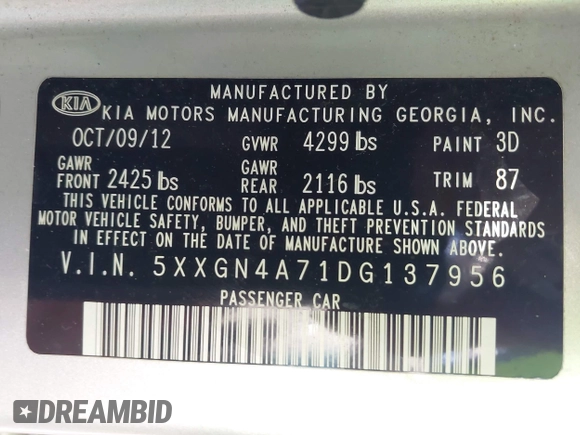 MANUFACTURED BY
KIA KIA MOTORS MANUFACTURING GEORGIA, INC.
OCT/09/12 GVWR 4299 lbs PAINT 3D
GAWR FRONT 2425 lbs GAWR REAR 2116 lbs TRIM 87
THIS VEHICLE CONFORMS TO ALL APPLICABLE U.S.A. FEDERAL
MOTOR VEHICLE SAFETY, BUMPER, AND THEFT PREVENTION STANDARDS
IN EFFECT ON THE DATE OF MANUFACTURE SHOWN ABOVE.
V.I.N. 5XXGN4A71DG137956
PASSENGER CAR
DREAMBID